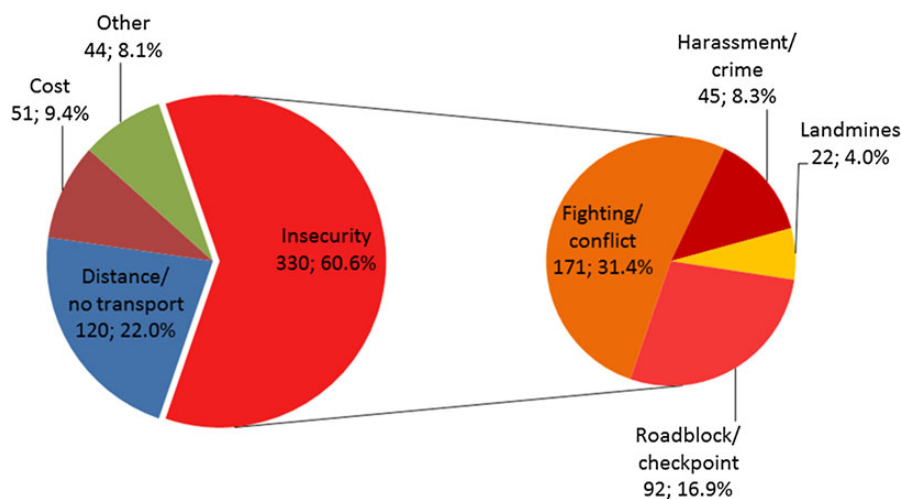 Other
44; 8.1%
Cost
51; 9.4%
Distance/
no transport
120; 22.0%
Insecurity
330; 60.6%
Harassment/
crime
45; 8.3%
Landmines
22; 4.0%
Fighting/
conflict
171; 31.4%
Roadblock/
checkpoint
92; 16.9%